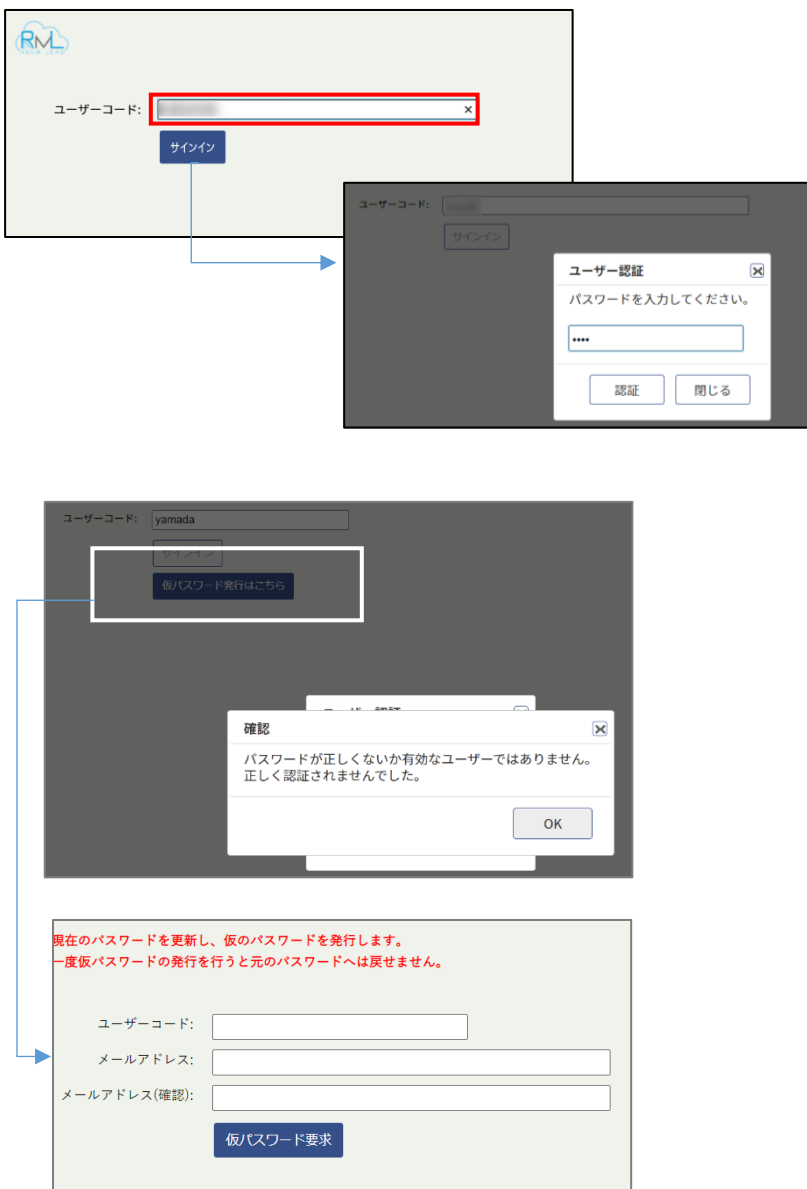 RML
ユーザーコード:
×
サインイン
ユーザーコード:
サインイン
ユーザー認証
パスワードを入力してください。
••••
認証
閉じる
ユーザーコード:
yamada
サインイン
仮パスワード発行はこちら
確認
パスワードが正しくないか有効なユーザーではありません。
正しく認証されませんでした。
OK
現在のパスワードを更新し、仮のパスワードを発行します。
一度仮パスワードの発行を行うと元のパスワードへは戻せません。
ユーザーコード:
メールアドレス:
メールアドレス(確認):
仮パスワード要求